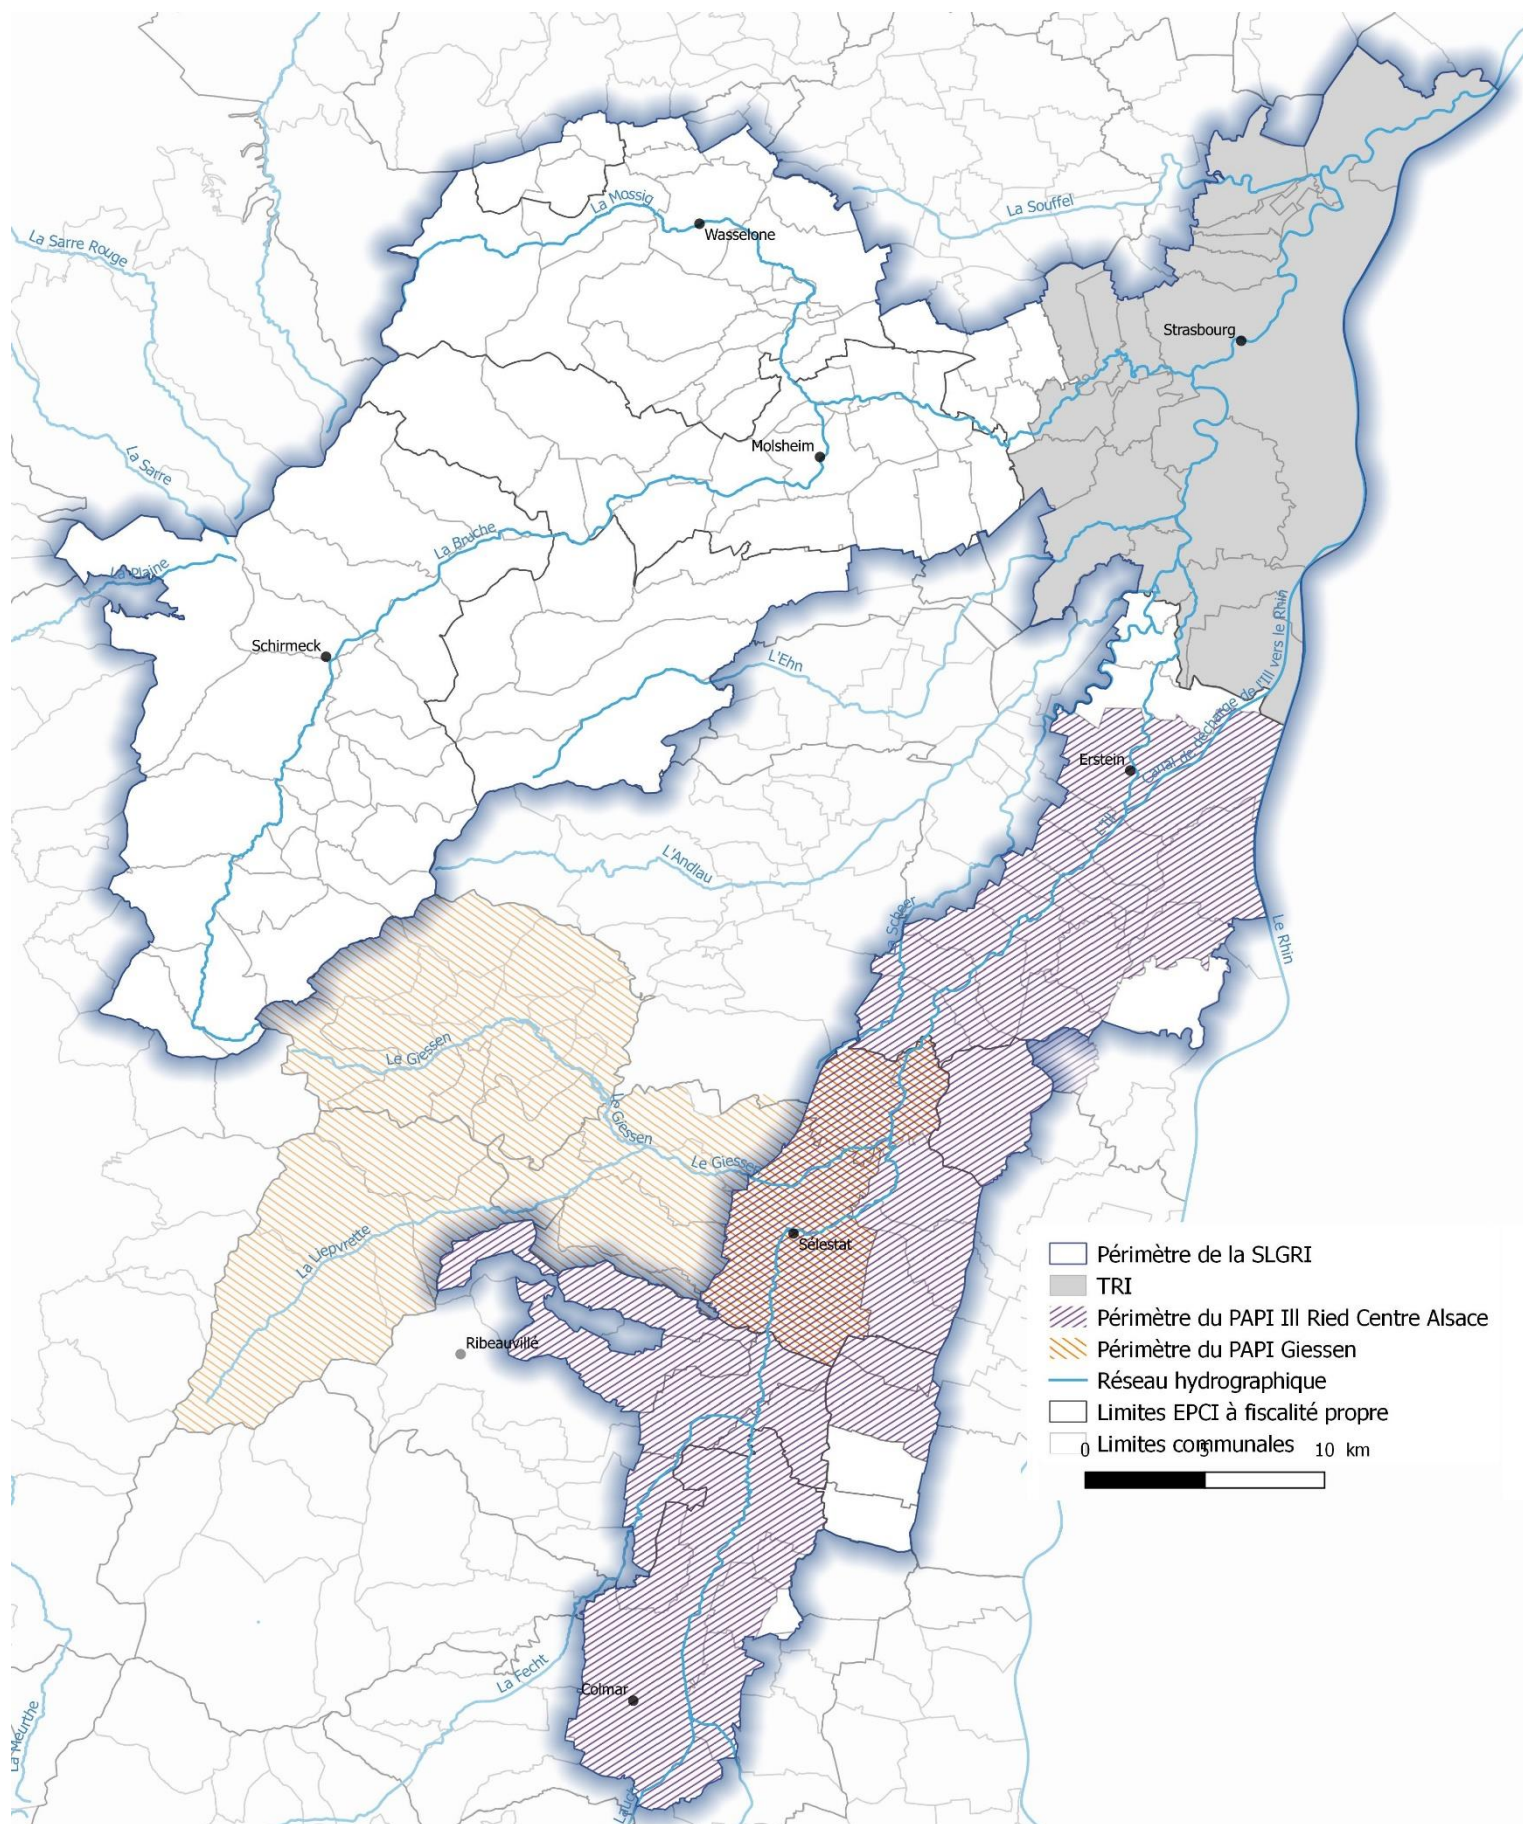 La Mossig
Wasselone
La Souffel
La Sarre Rouge
Strasbourg
Molsheim
La Sarre
La Bruche
La Plaine
Schirmeck
L'Ehn
Canal de décharge de l'Ill vers le Rhin
Erstein
L'Ill
L'Andlau
La Scheer
Le Rhin
Le Giessen
Le Giessen
Le Giessen
La Liepvrette
Sélestat
Ribeauvillé
Périmètre de la SLGRI
TRI
Périmètre du PAPI Ill Ried Centre Alsace
Périmètre du PAPI Giessen
Réseau hydrographique
Limites EPCI à fiscalité propre
Limites communales
0 5 10 km
La Fecht
Colmar
La Meurthe